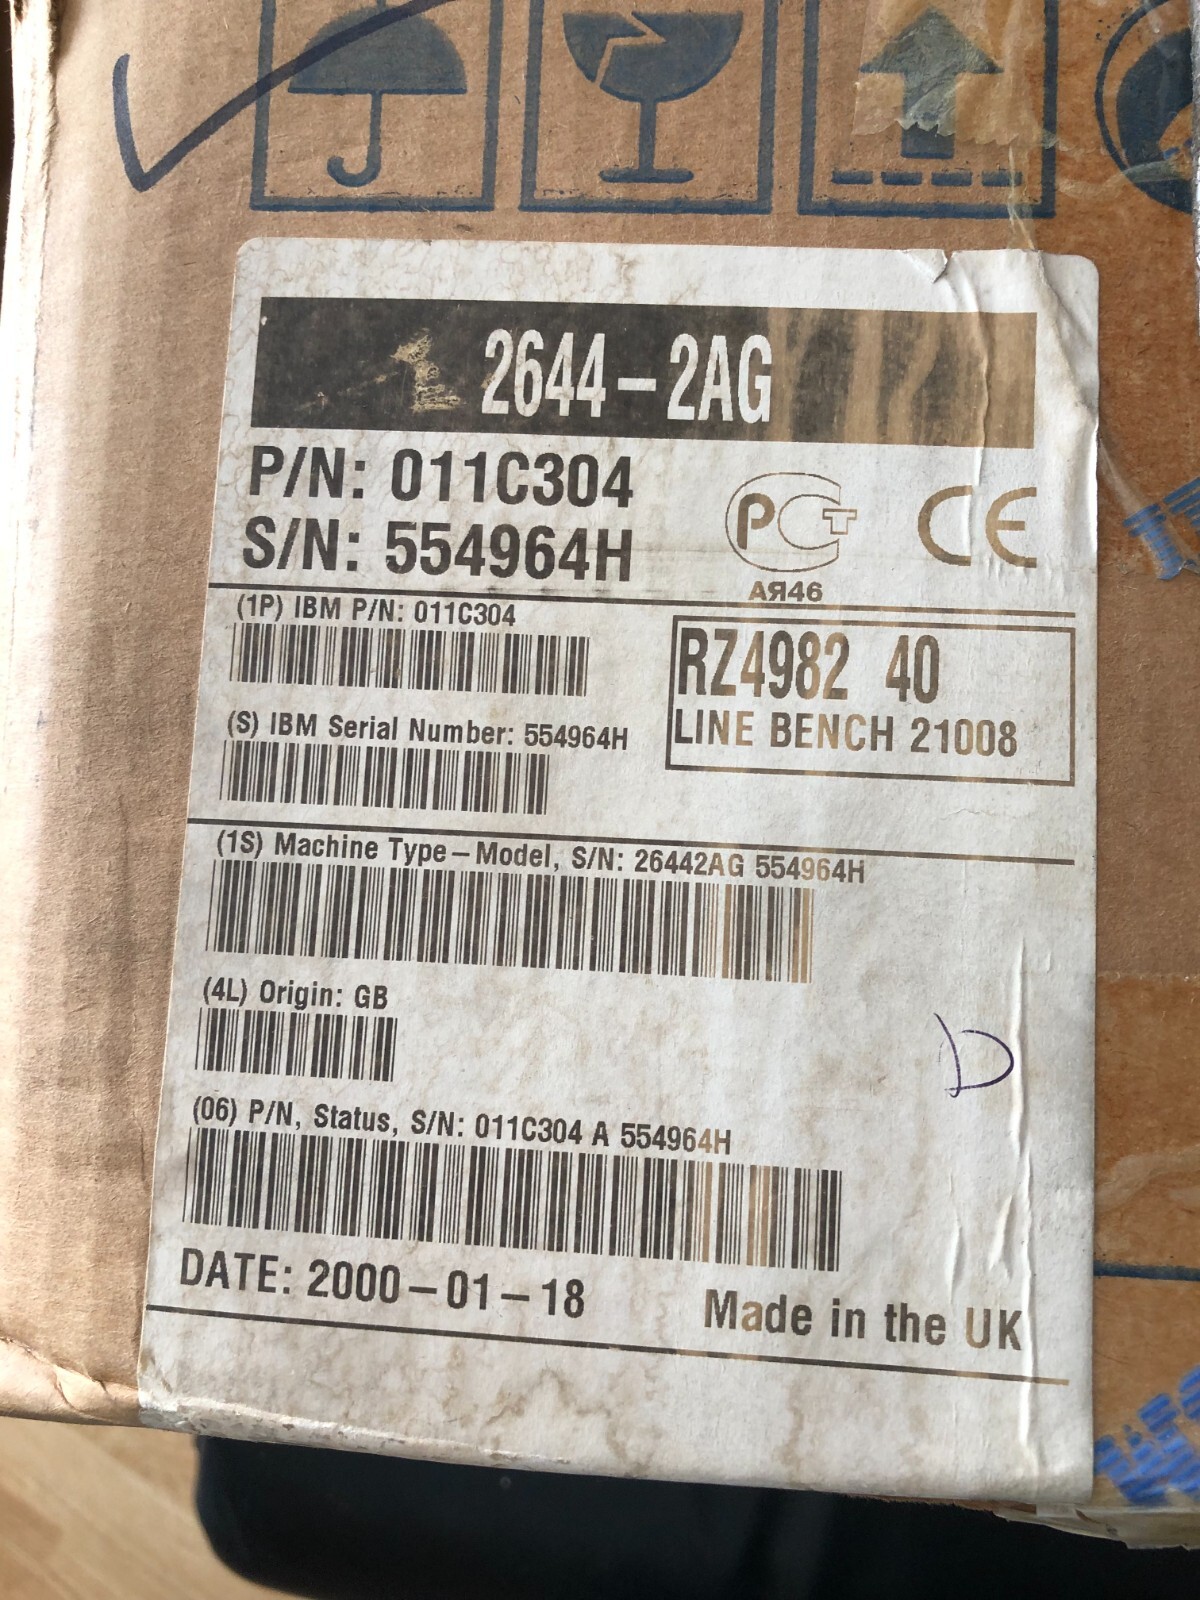 2644-2AG
P/N: 011C304
S/N: 554964H
РСТ
CE
АЯ46
(1P) IBM P/N: 011C304
RZ4982 40
LINE BENCH 21008
(S) IBM Serial Number: 554964H
(1S) Machine Type-Model, S/N: 26442AG 554964H
(4L) Origin: GB
D
(06) P/N, Status, S/N: 011C304 A 554964H
DATE: 2000-01-18
Made in the UK